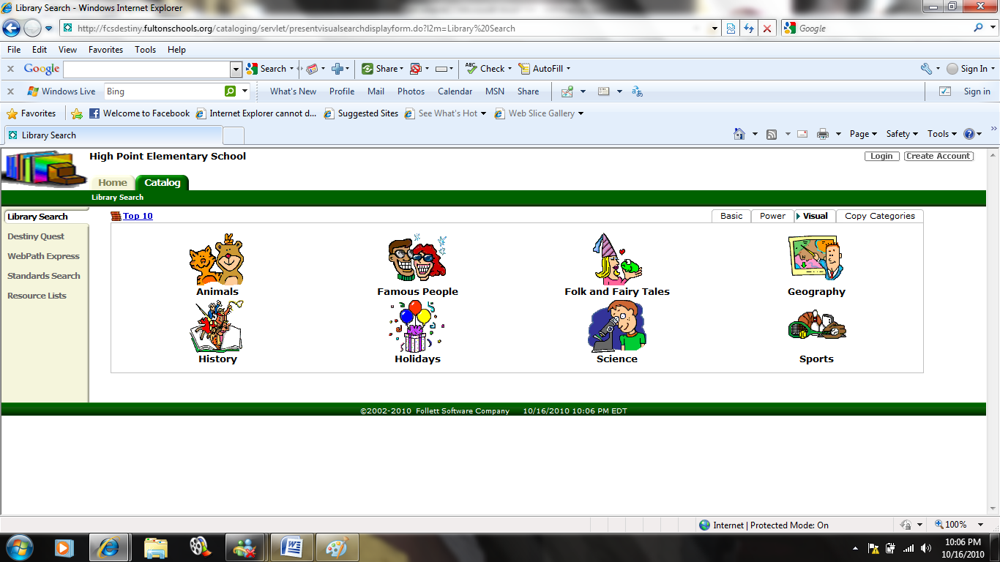 Library Search - Windows Internet Explorer
http://fcsdestiny.fultonschools.org/cataloging/servlet/presentvisualsearchdisplayform.do?l2m=Library%20Search
Google
File Edit View Favorites Tools Help
x Google Search Share ABC Check AutoFill Sign In
x Windows Live Bing What's New Profile Mail Photos Calendar MSN Share Sign in
Favorites Welcome to Facebook Internet Explorer cannot d... Suggested Sites See What's Hot Web Slice Gallery
Library Search Page Safety Tools
High Point Elementary School Login Create Account
Home Catalog
Library Search
Library Search
Destiny Quest
WebPath Express
Standards Search
Resource Lists
Top 10 Basic Power Visual Copy Categories
Animals Famous People Folk and Fairy Tales Geography
History Holidays Science Sports
©2002-2010 Follett Software Company 10/16/2010 10:06 PM EDT
Internet | Protected Mode: On 100%
10:06 PM
10/16/2010